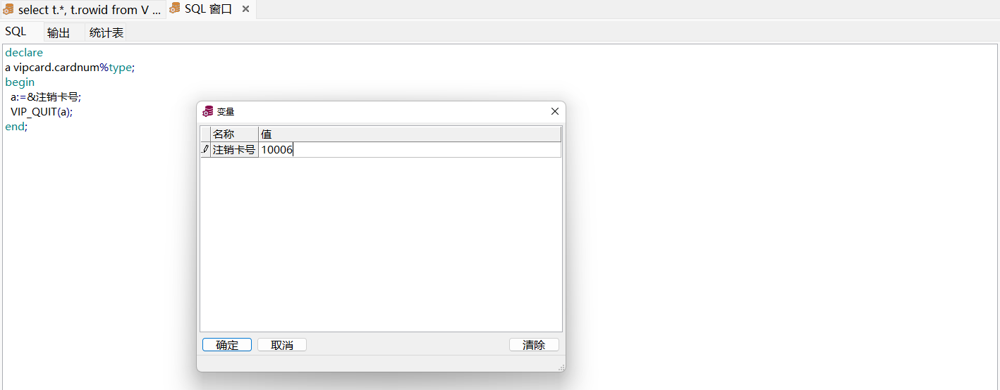 select t.*, t.rowid from V ... SQL 窗口
SQL 输出 统计表
declare
a vipcard.cardnum%type;
begin
a:=&注销卡号;
VIP_QUIT(a);
end;
变量
名称 值
注销卡号 10006
确定 取消 清除